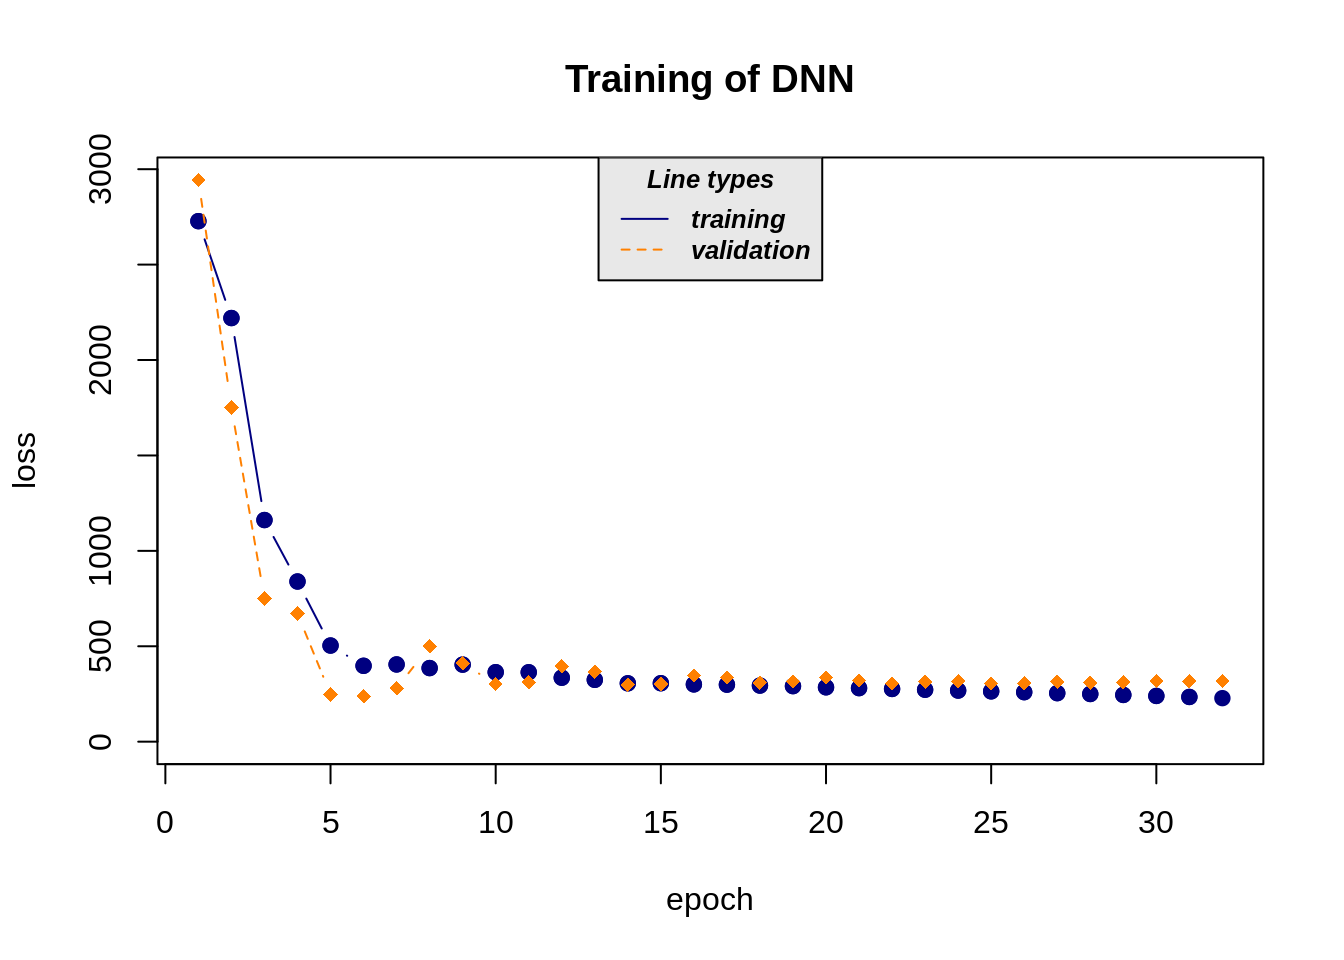 Training of DNN
Line types
training
validation
3000
2000
1000
500
0
loss
0 5 10 15 20 25 30
epoch